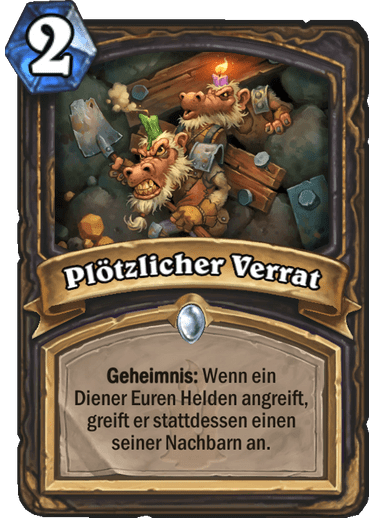 2
Plötzlicher Verrat
Geheimnis: Wenn ein
Diener Euren Helden angreift,
greift er stattdessen einen
seiner Nachbarn an.